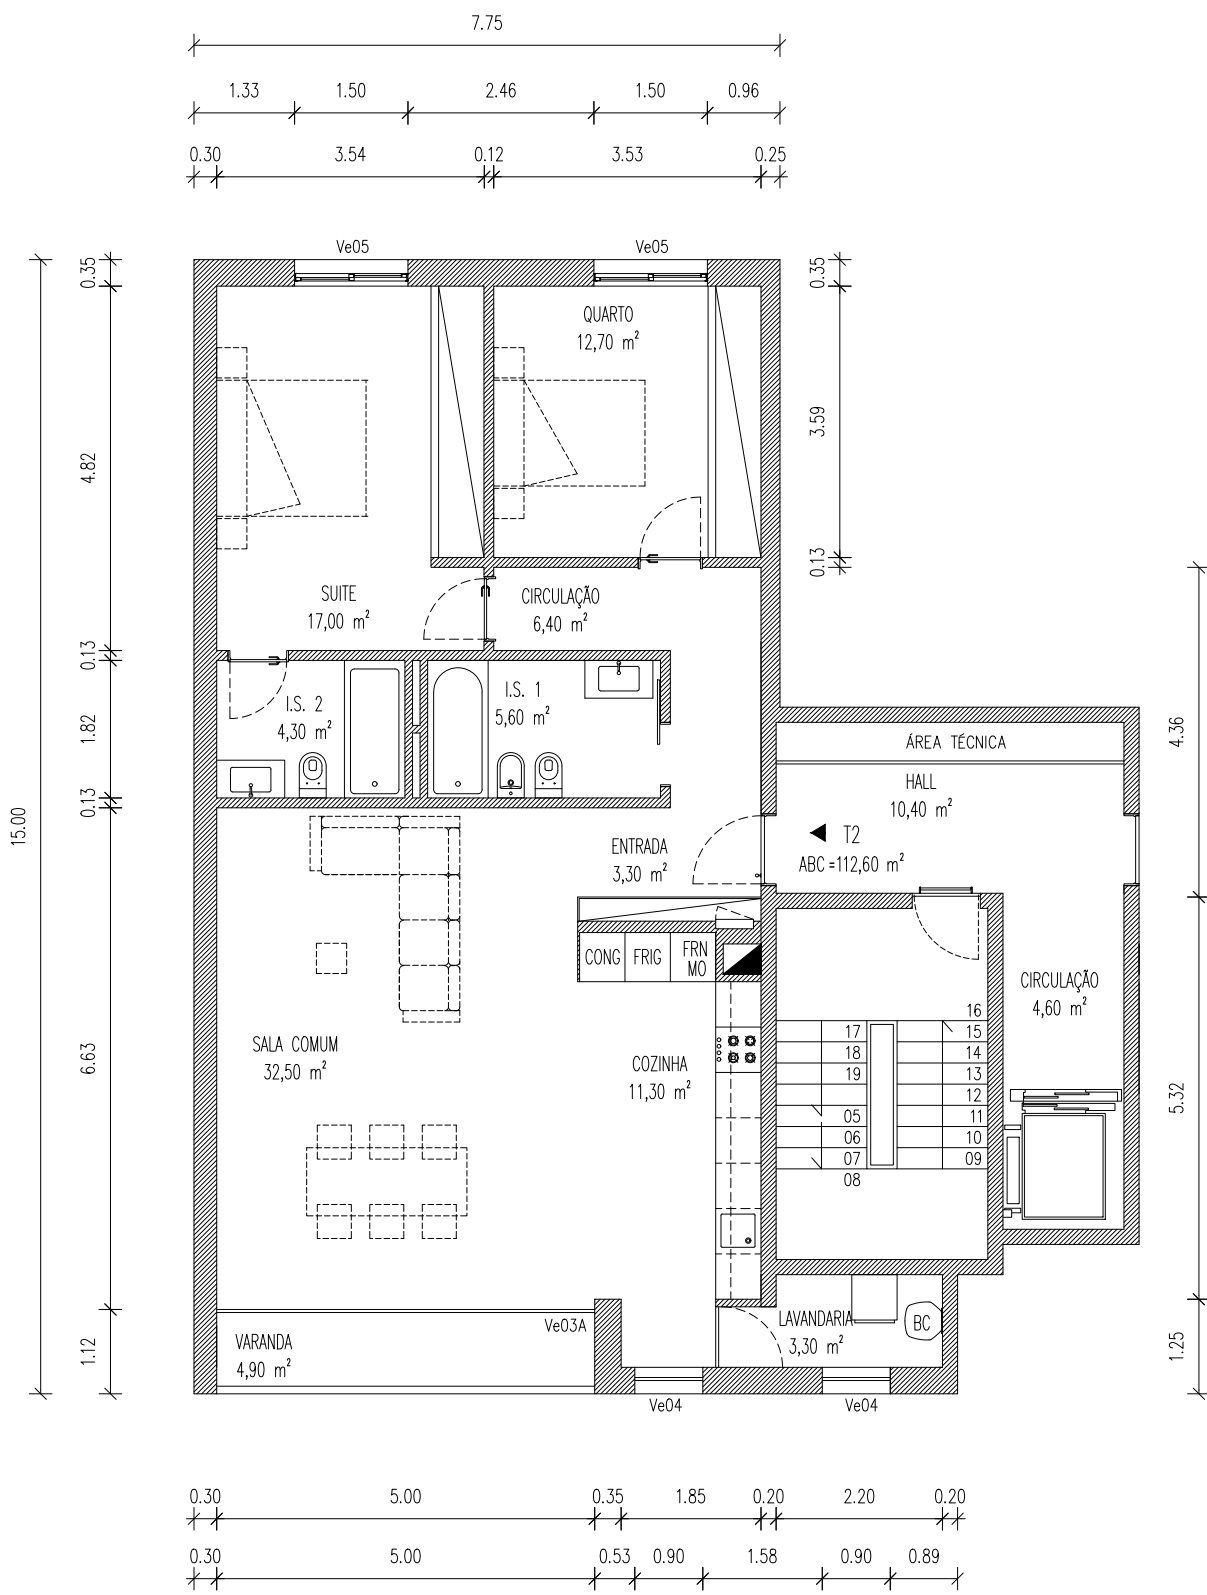 7.75
1.33 1.50 2.46 1.50 0.96
0.30 3.54 0.12 3.53 0.25
Ve05 Ve05
0.35
0.35
QUARTO
12,70 m²
3.59
4.82
0.13
SUITE
17,00 m²
CIRCULAÇÃO
6,40 m²
0.13
I.S. 2
4,30 m²
I.S. 1
5,60 m²
1.82
4.36
ÁREA TÉCNICA
HALL
10,40 m²
0.13
15.00
T2
ABC =112,60 m²
ENTRADA
3,30 m²
CONG FRIG FRN
MO
CIRCULAÇÃO
4,60 m²
16
17 15
18 14
19 13
12
05 11
06 10
07 09
08
SALA COMUM
32,50 m²
COZINHA
11,30 m²
6.63
5.32
LAVANDARIA
3,30 m²
BC
Ve03A
VARANDA
4,90 m²
1.12
1.25
Ve04 Ve04
0.30 5.00 0.35 1.85 0.20 2.20 0.20
0.30 5.00 0.53 0.90 1.58 0.90 0.89